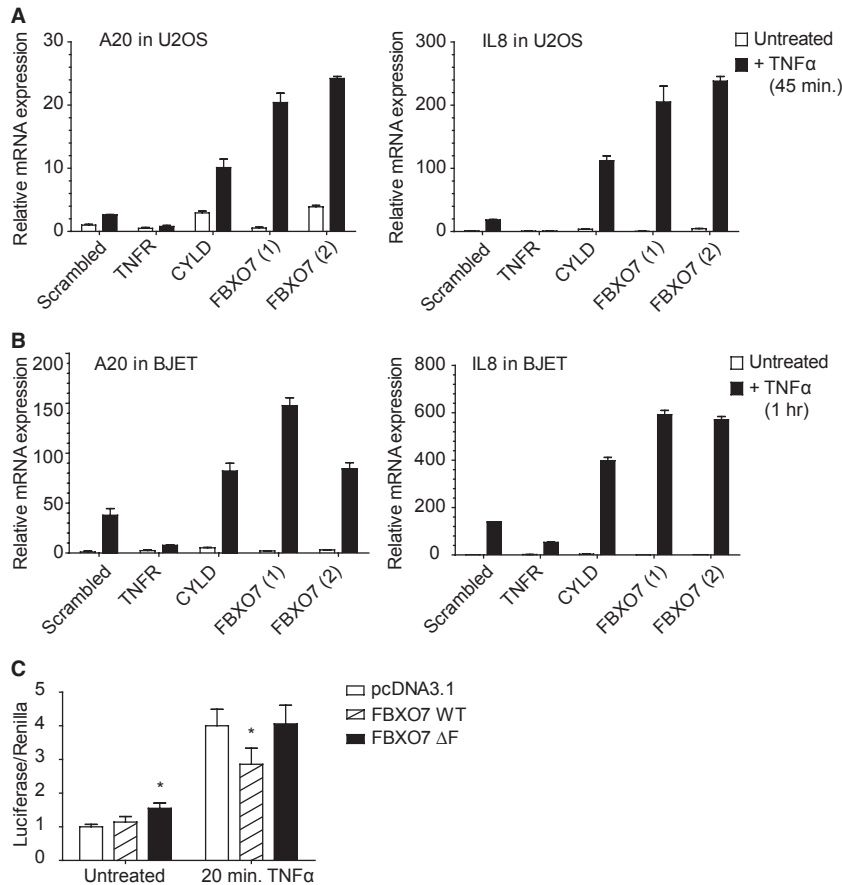 A
A20 in U2OS
Relative mRNA expression
30
20
10
0
Scrambled
TNFR
CYLD
FBXO7 (1)
FBXO7 (2)
IL8 in U2OS
Relative mRNA expression
300
200
100
0
Scrambled
TNFR
CYLD
FBXO7 (1)
FBXO7 (2)
Untreated
+ TNFα
(45 min.)
B
A20 in BJET
Relative mRNA expression
200
150
100
50
0
Scrambled
TNFR
CYLD
FBXO7 (1)
FBXO7 (2)
IL8 in BJET
Relative mRNA expression
800
600
400
200
0
Scrambled
TNFR
CYLD
FBXO7 (1)
FBXO7 (2)
Untreated
+ TNFα
(1 hr)
C
Luciferase/Renilla
5
4
3
2
1
0
*
*
Untreated
20 min. TNFα
pcDNA3.1
FBXO7 WT
FBXO7 ΔF